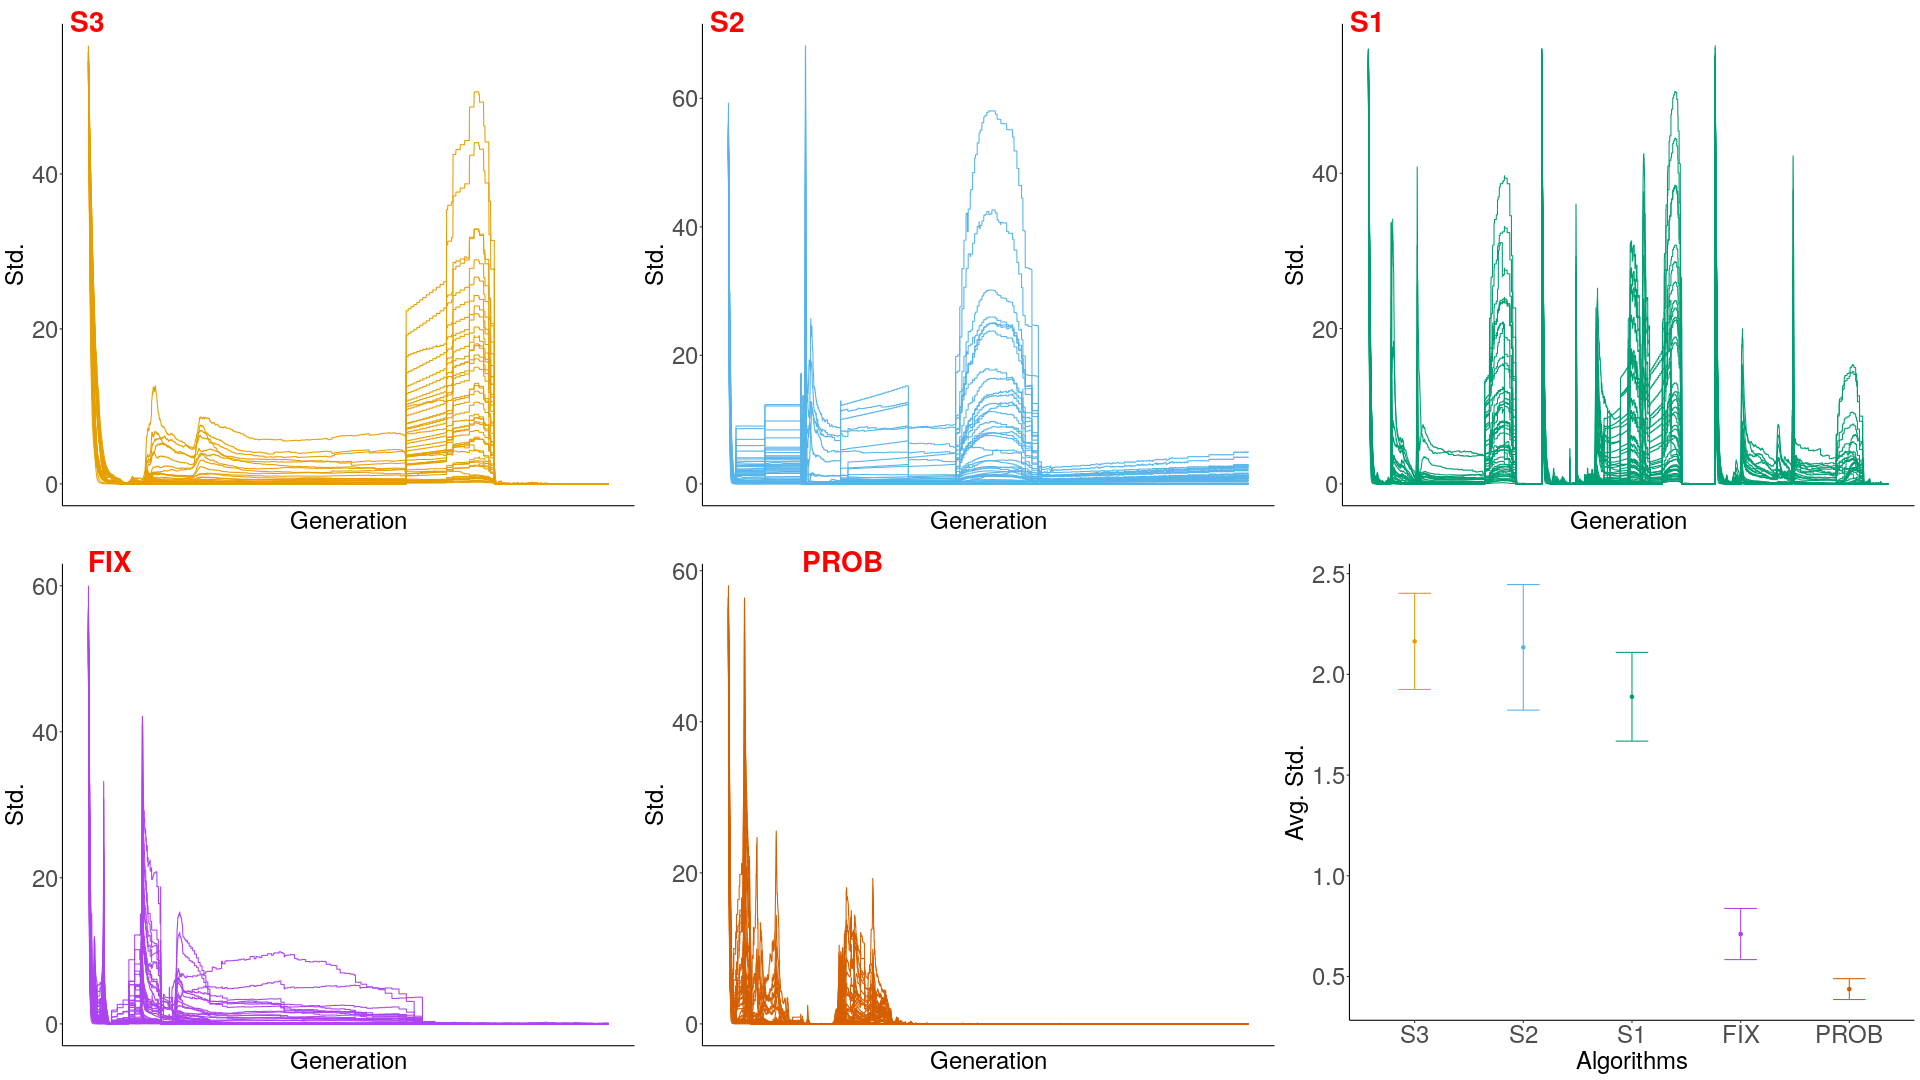 S3
S2
S1
40
20
0
Std.
Generation
60
40
20
0
Std.
Generation
40
20
0
Std.
Generation
FIX
PROB
60
40
20
0
Std.
Generation
60
40
20
0
Std.
Generation
2.5
2.0
1.5
1.0
0.5
Avg. Std.
S3 S2 S1 FIX PROB
Algorithms